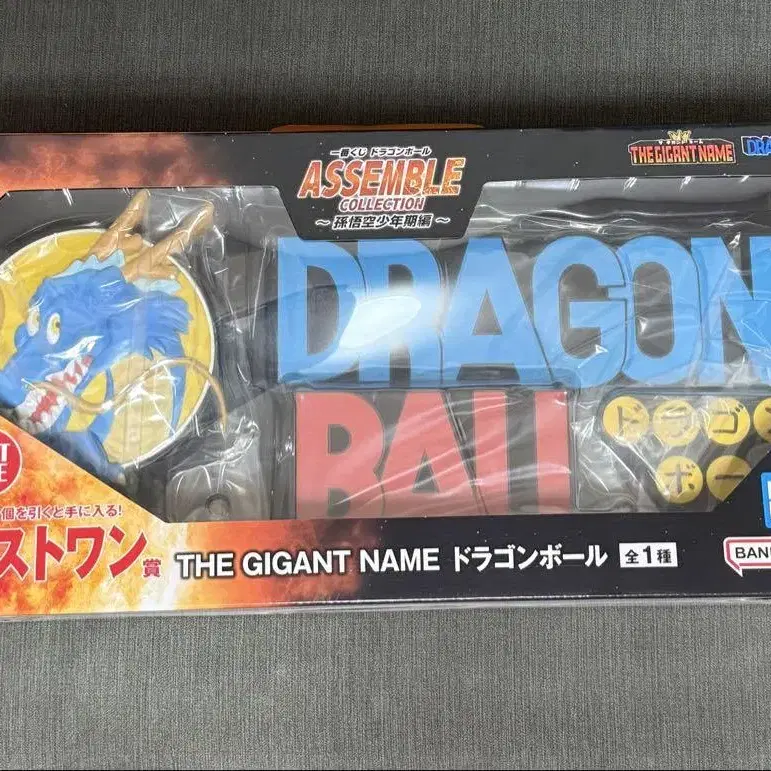 一番くじ ドラゴンボール
ASSEMBLE
COLLECTION
～ 孫悟空少年期編 ～
THE GIGANT NAME
DRAG
DRAGON
BALL
ドラゴン
ボー
個を引くと手に入る!
ストワン賞
THE GIGANT NAME ドラゴンボール 全1種
BAN